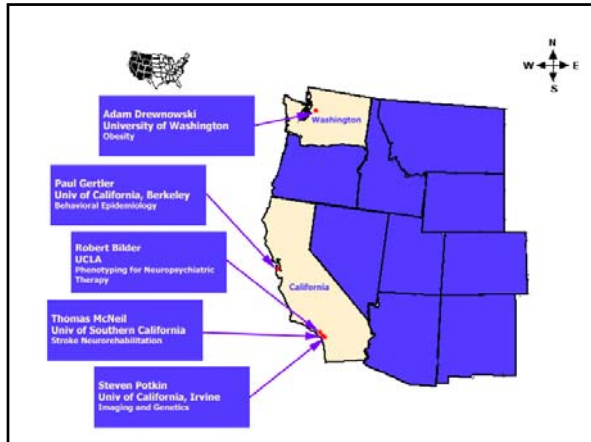 N
W E
S
Adam Drewnowski
University of Washington
Obesity
Washington
Paul Gertler
Univ of California, Berkeley
Behavioral Epidemiology
Robert Bilder
UCLA
Phenotyping for Neuropsychiatric
Therapy
California
Thomas McNeil
Univ of Southern California
Stroke Neurorehabilitation
Steven Potkin
Univ of California, Irvine
Imaging and Genetics